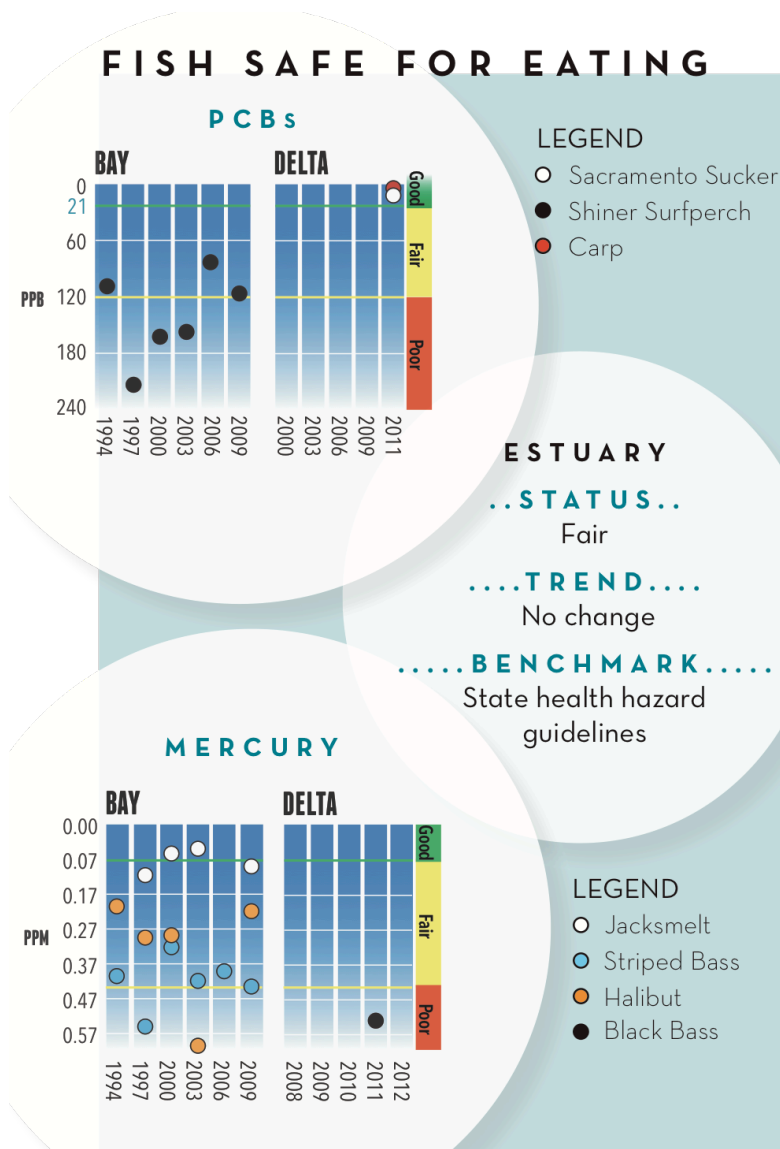 FISH SAFE FOR EATING
PCBs
BAY
DELTA
0
21
60
PPB
120
180
240
1994
1997
2000
2003
2006
2009
2000
2003
2006
2009
2011
Good
Fair
Poor
LEGEND
Sacramento Sucker
Shiner Surfperch
Carp
ESTUARY
..STATUS..
Fair
....TREND....
No change
.....BENCHMARK.....
State health hazard
guidelines
MERCURY
BAY
DELTA
0.00
0.07
0.17
0.27
PPM
0.37
0.47
0.57
1994
1997
2000
2003
2006
2009
2008
2009
2010
2011
2012
Good
Fair
Poor
LEGEND
Jacksmelt
Striped Bass
Halibut
Black Bass